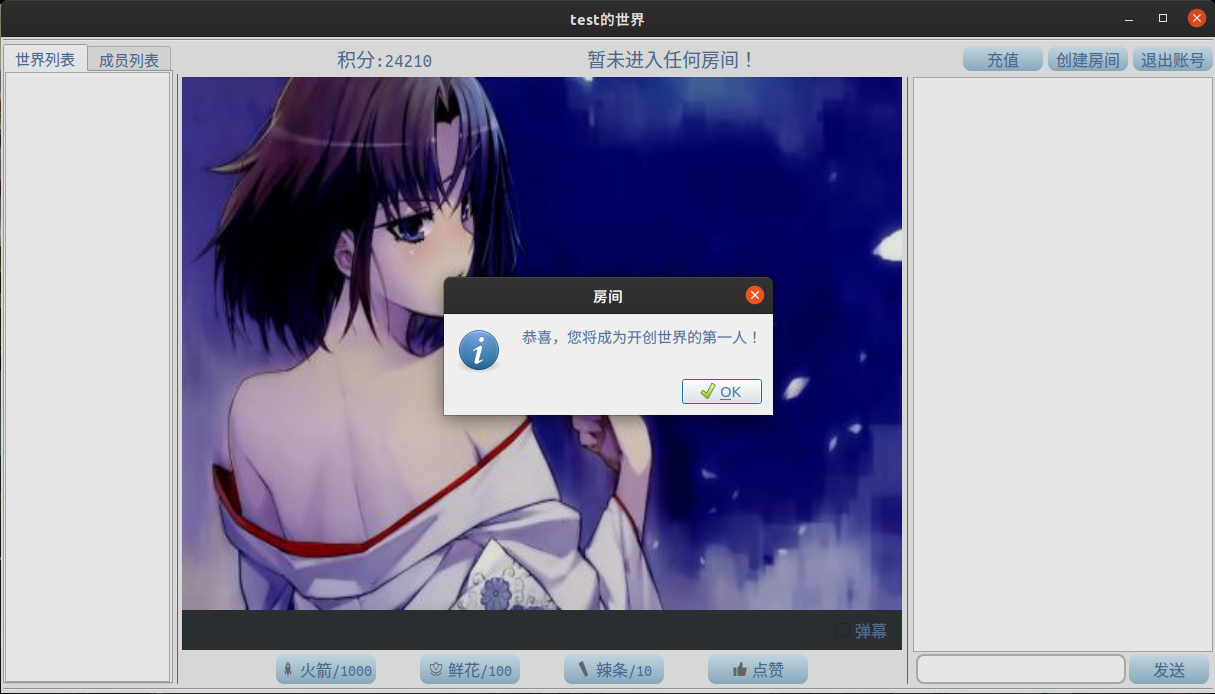 test的世界
世界列表 成员列表 积分:24210 暂未进入任何房间！ 充值 创建房间 退出账号
房间
恭喜，您将成为开创世界的第一人！
OK
弹幕
火箭/1000 鲜花/100 辣条/10 点赞 发送